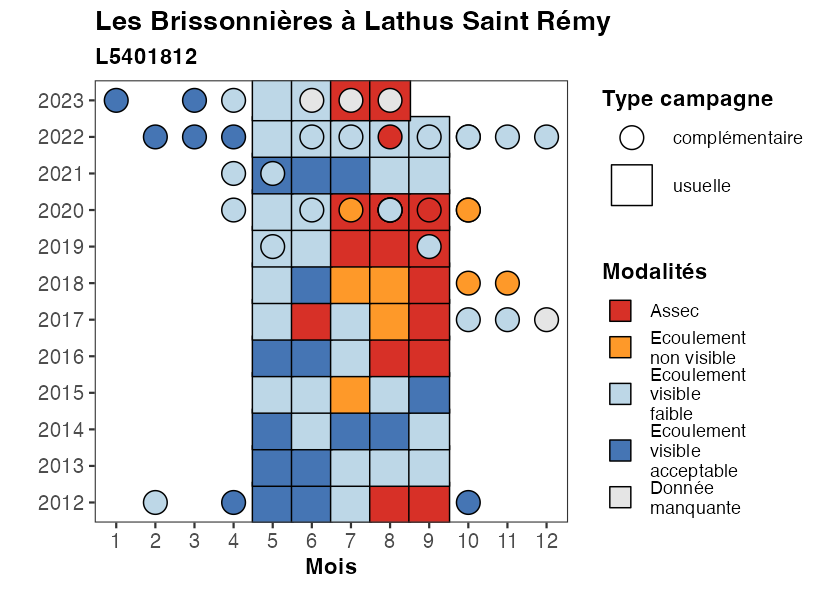 Les Brissonnières à Lathus Saint Rémy
L5401812
2023
2022
2021
2020
2019
2018
2017
2016
2015
2014
2013
2012
1 2 3 4 5 6 7 8 9 10 11 12
Mois
Type campagne
complémentaire
usuelle
Modalités
Assec
Ecoulement
non visible
Ecoulement
visible
faible
Ecoulement
visible
acceptable
Donnée
manquante